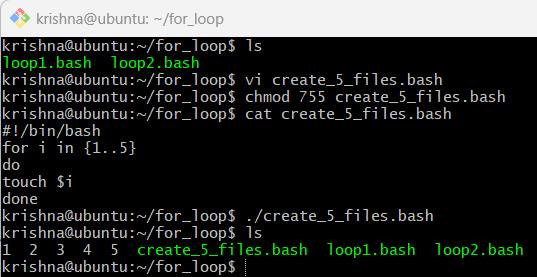 krishna@ubuntu: ~/for_loop
krishna@ubuntu:~/for_loop$ ls
loop1.bash  loop2.bash
krishna@ubuntu:~/for_loop$ vi create_5_files.bash
krishna@ubuntu:~/for_loop$ chmod 755 create_5_files.bash
krishna@ubuntu:~/for_loop$ cat create_5_files.bash
#!/bin/bash
for i in {1..5}
do
touch $i
done
krishna@ubuntu:~/for_loop$ ./create_5_files.bash
krishna@ubuntu:~/for_loop$ ls
1  2  3  4  5  create_5_files.bash  loop1.bash  loop2.bash
krishna@ubuntu:~/for_loop$